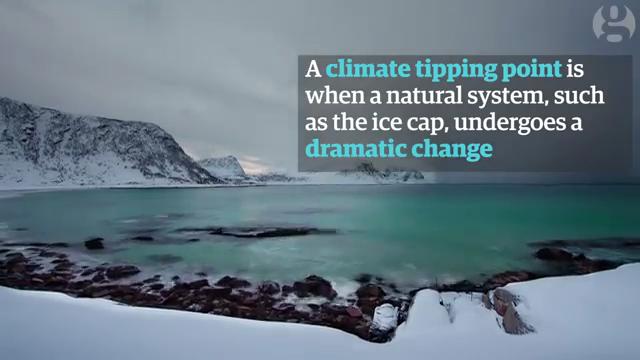 A climate tipping point is
when a natural system, such
as the ice cap, undergoes a
dramatic change